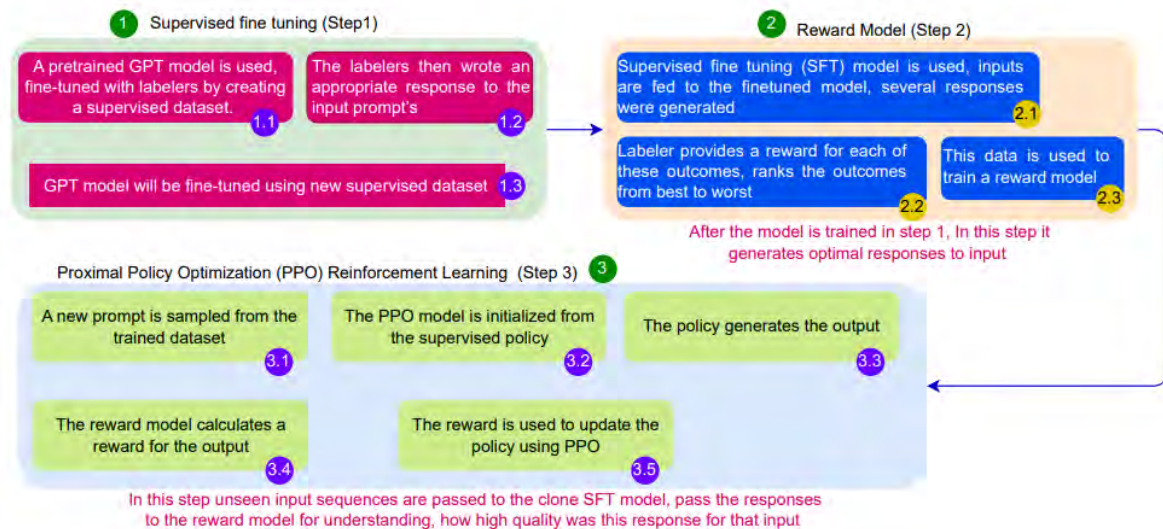 1 Supervised fine tuning (Step1)
A pretrained GPT model is used,
fine-tuned with labelers by creating
a supervised dataset.
1.1
The labelers then wrote an
appropriate response to the
input prompt's
1.2
GPT model will be fine-tuned using new supervised dataset
1.3
2 Reward Model (Step 2)
Supervised fine tuning (SFT) model is used, inputs
are fed to the finetuned model, several responses
were generated
2.1
Labeler provides a reward for each of
these outcomes, ranks the outcomes
from best to worst
2.2
This data is used to
train a reward model
2.3
After the model is trained in step 1, In this step it
generates optimal responses to input
Proximal Policy Optimization (PPO) Reinforcement Learning (Step 3) 3
A new prompt is sampled from the
trained dataset
3.1
The PPO model is initialized from
the supervised policy
3.2
The policy generates the output
3.3
The reward model calculates a
reward for the output
3.4
The reward is used to update the
policy using PPO
3.5
In this step unseen input sequences are passed to the clone SFT model, pass the responses
to the reward model for understanding, how high quality was this response for that input